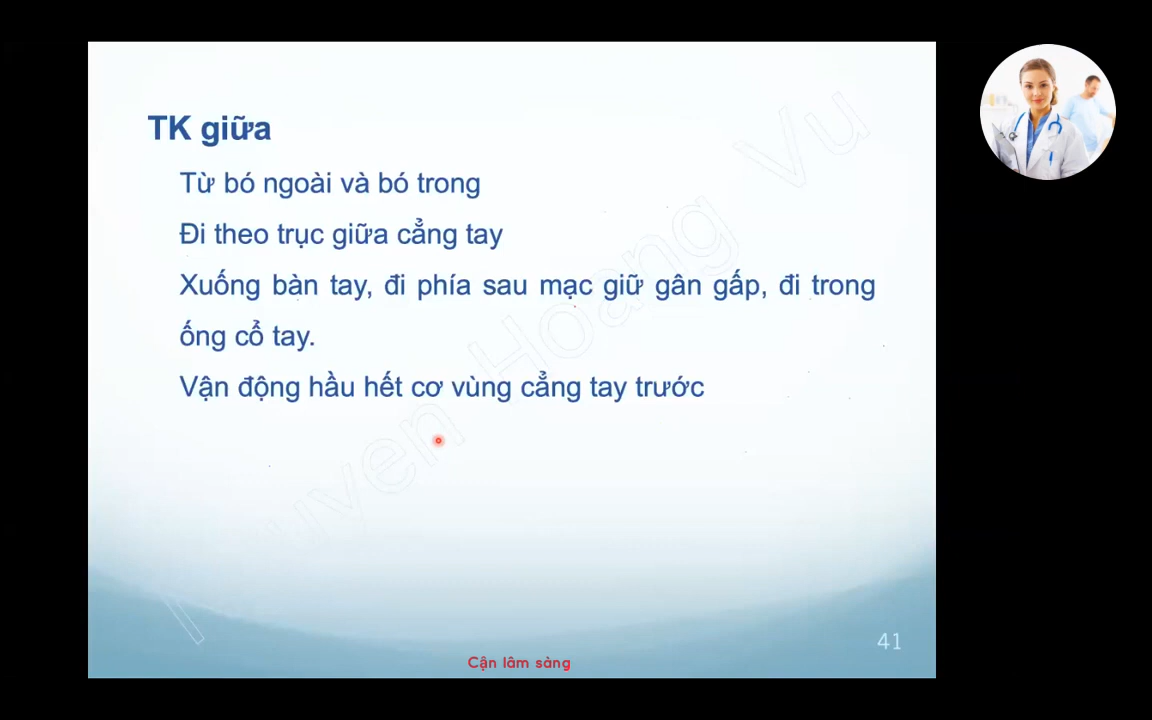 TK giữa
Từ bó ngoài và bó trong
Đi theo trục giữa cẳng tay
Xuống bàn tay, đi phía sau mạc giữ gân gấp, đi trong
ống cổ tay.
Vận động hầu hết cơ vùng cẳng tay trước
Hoang Vu
41
Cận lâm sàng